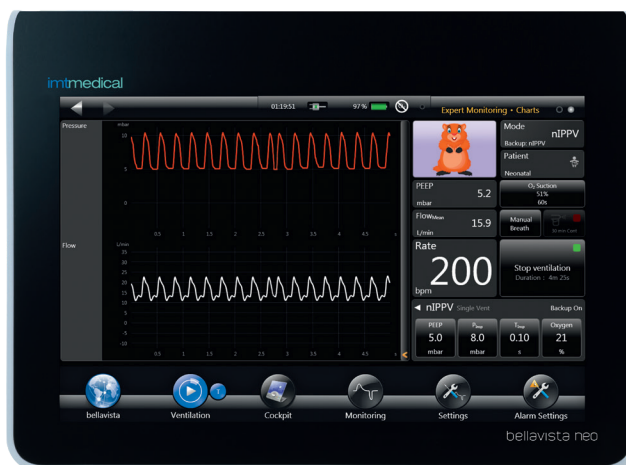 imtmedical
01:19:51
97 %
Expert Monitoring • Charts
Pressure
mbar
10
5
0
0.5 1 1.5 2 2.5 3 3.5 4 4.5 s
Flow
L/min
35
30
25
20
15
10
5
0
-5
-10
0.5 1 1.5 2 2.5 3 3.5 4 4.5 s
Mode
nIPPV
Backup: nIPPV
Patient
Neonatal
PEEP
5.2
mbar
O₂ Suction
51%
60s
Flow Mean
15.9
L/min
Manual
Breath
Rate
200
bpm
Stop ventilation
Duration : 4m 25s
nIPPV Single Vent Backup On
PEEP
5.0
mbar
8.0
mbar
0.10
s
Oxygen
21
%
bellavista
Ventilation
Cockpit
Monitoring
Settings
Alarm Settings
bellavista neo